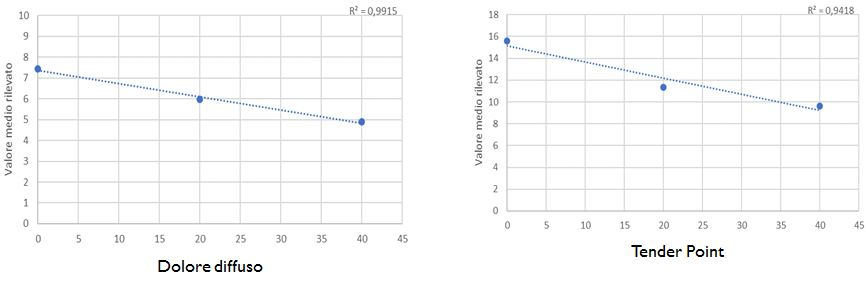 R² = 0,9915
10
9
8
7
6
5
4
3
2
1
0
Valore medio rilevato
0 5 10 15 20 25 30 35 40 45
Dolore diffuso
R² = 0,9418
18
16
14
12
10
8
6
4
2
0
Valore medio rilevato
0 5 10 15 20 25 30 35 40 45
Tender Point